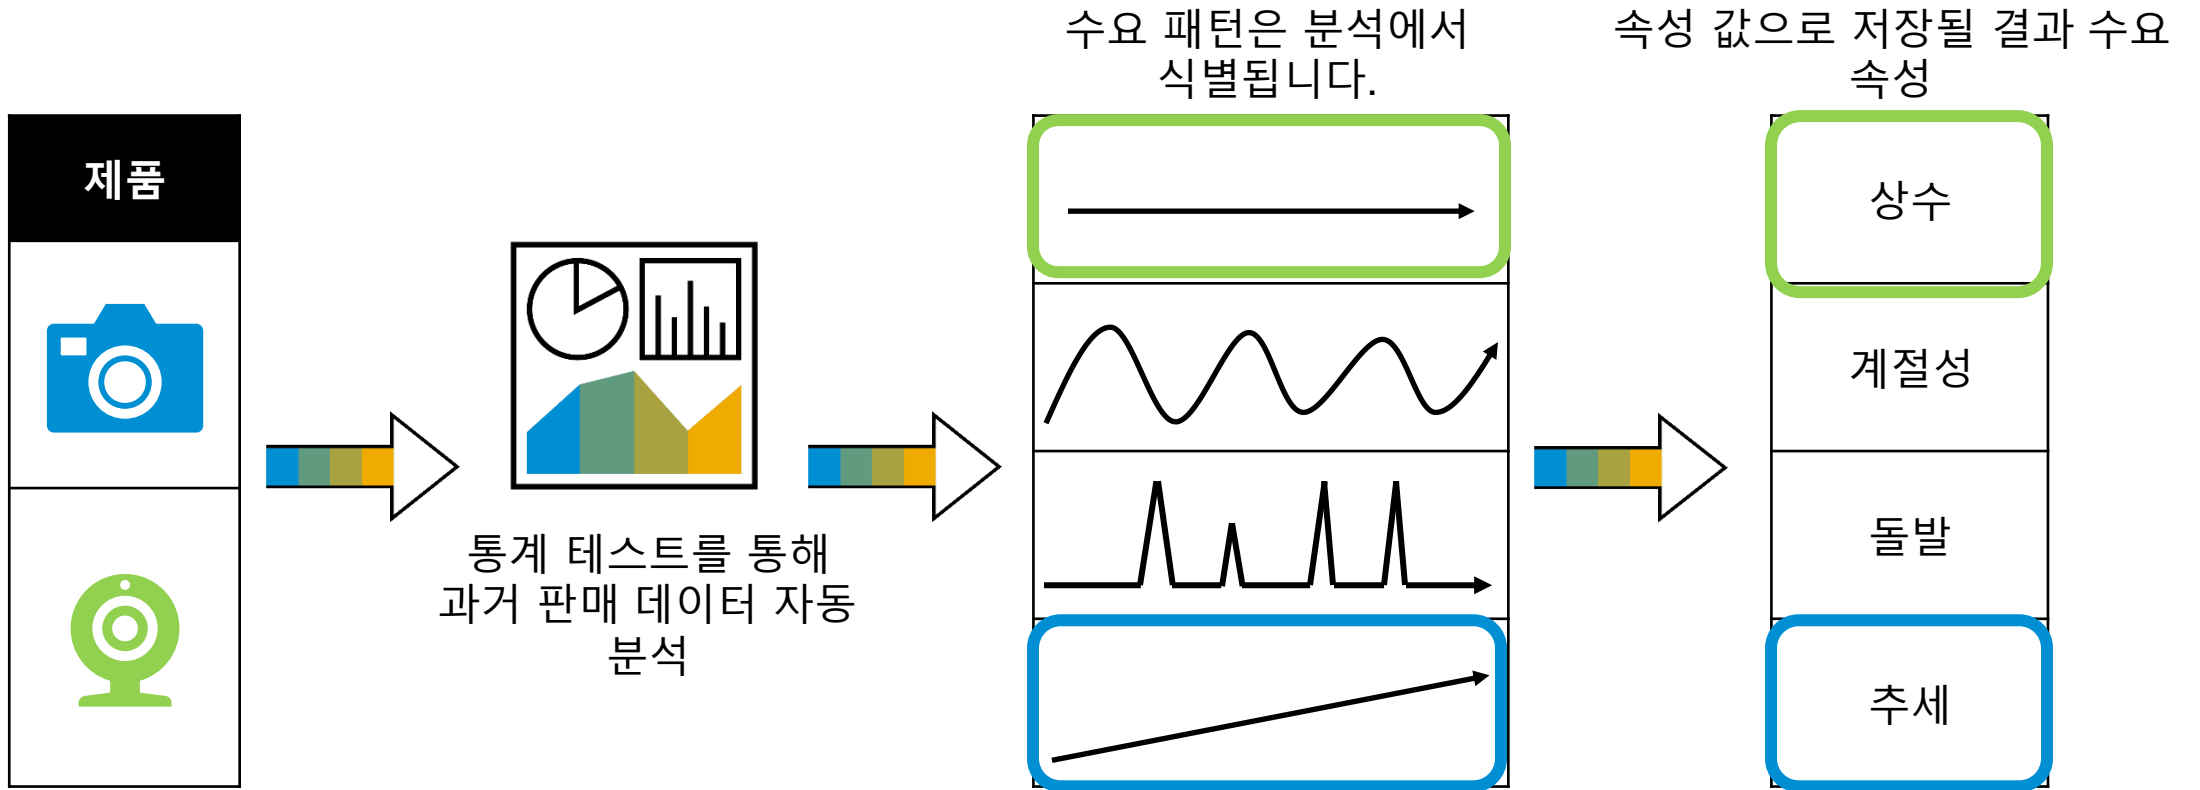 수요 패턴은 분석에서
식별됩니다.
속성 값으로 저장될 결과 수요
속성
제품
통계 테스트를 통해
과거 판매 데이터 자동
분석
상수
계절성
돌발
추세